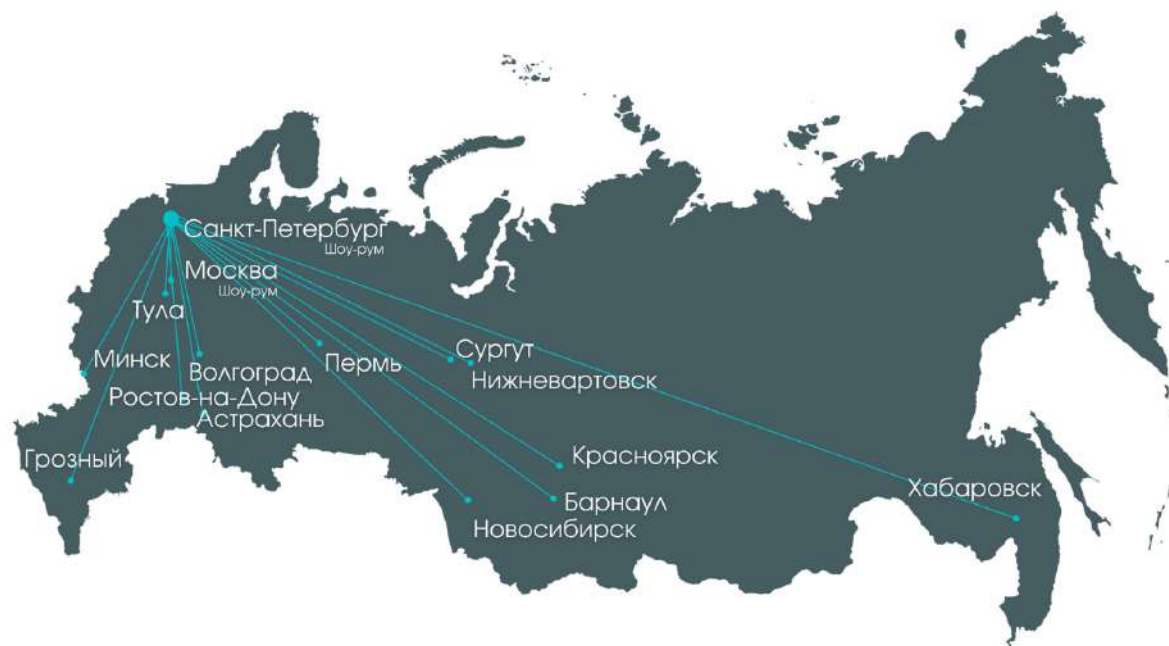 Санкт-Петербург
Шоу-рум
Москва
Шоу-рум
Тула
Минск
Волгоград
Пермь
Сургут
Нижневартовск
Ростов-на-Дону
Астрахань
Грозный
Красноярск
Барнаул
Хабаровск
Новосибирск